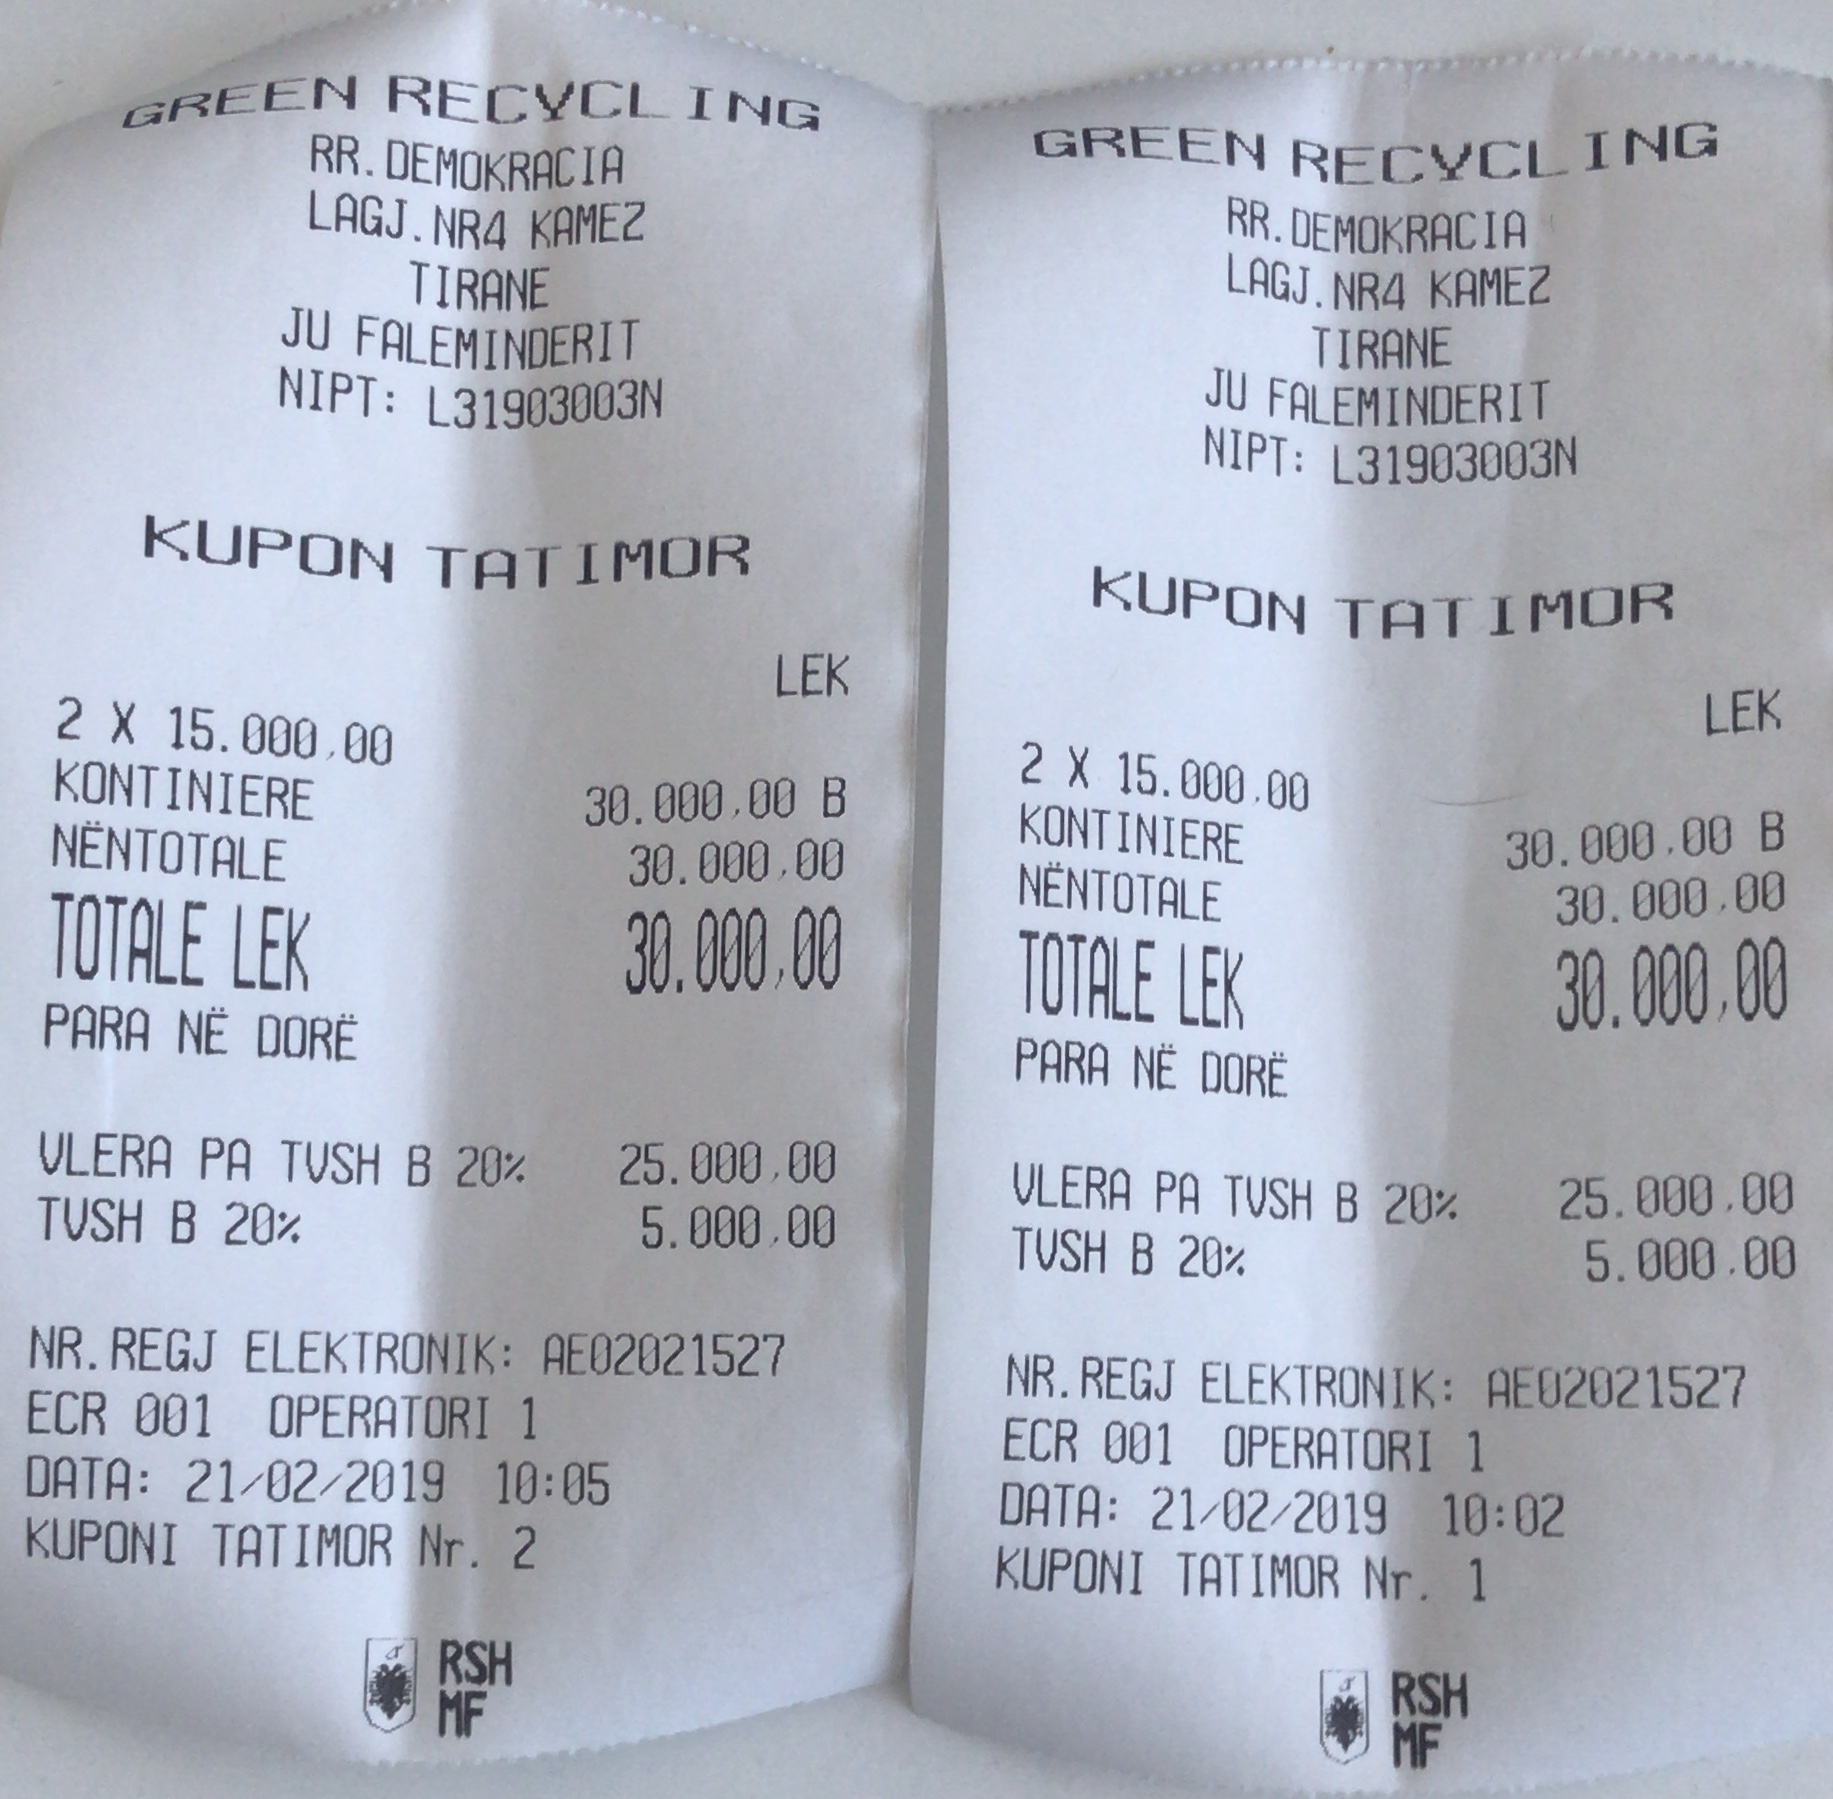 GREEN RECYCLING
RR.DEMOKRACIA
LAGJ.NR4 KAMEZ
TIRANE
JU FALEMINDERIT
NIPT: L31903003N
KUPON TATIMOR
LEK
2 X 15.000,00
KONTINIERE 30.000,00 B
NËNTOTALE 30.000,00
TOTALE LEK 30.000,00
PARA NË DORË
VLERA PA TVSH B 20% 25.000,00
TVSH B 20% 5.000,00
NR.REGJ ELEKTRONIK: AE02021527
ECR 001 OPERATORI 1
DATA: 21/02/2019 10:05
KUPONI TATIMOR Nr. 2
RSH
MF
GREEN RECYCLING
RR.DEMOKRACIA
LAGJ.NR4 KAMEZ
TIRANE
JU FALEMINDERIT
NIPT: L31903003N
KUPON TATIMOR
LEK
2 X 15.000,00
KONTINIERE 30.000,00 B
NËNTOTALE 30.000,00
TOTALE LEK 30.000,00
PARA NË DORË
VLERA PA TVSH B 20% 25.000,00
TVSH B 20% 5.000,00
NR.REGJ ELEKTRONIK: AE02021527
ECR 001 OPERATORI 1
DATA: 21/02/2019 10:02
KUPONI TATIMOR Nr. 1
RSH
MF